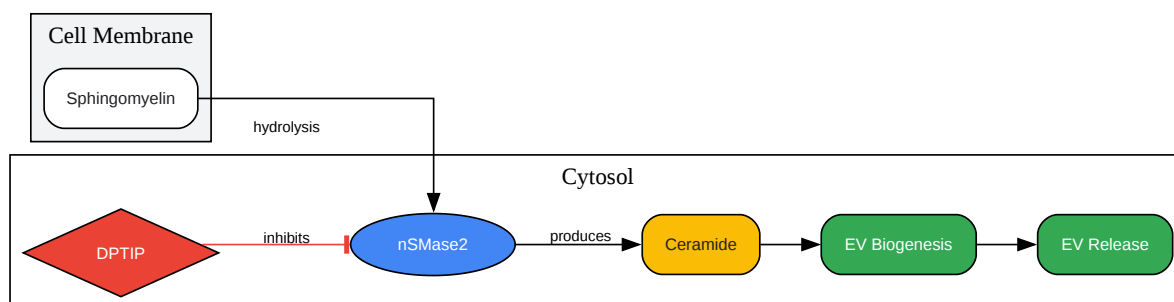 Cell Membrane
Sphingomyelin
hydrolysis
Cytosol
DPTIP
inhibits
nSMase2
produces
Ceramide
EV Biogenesis
EV Release